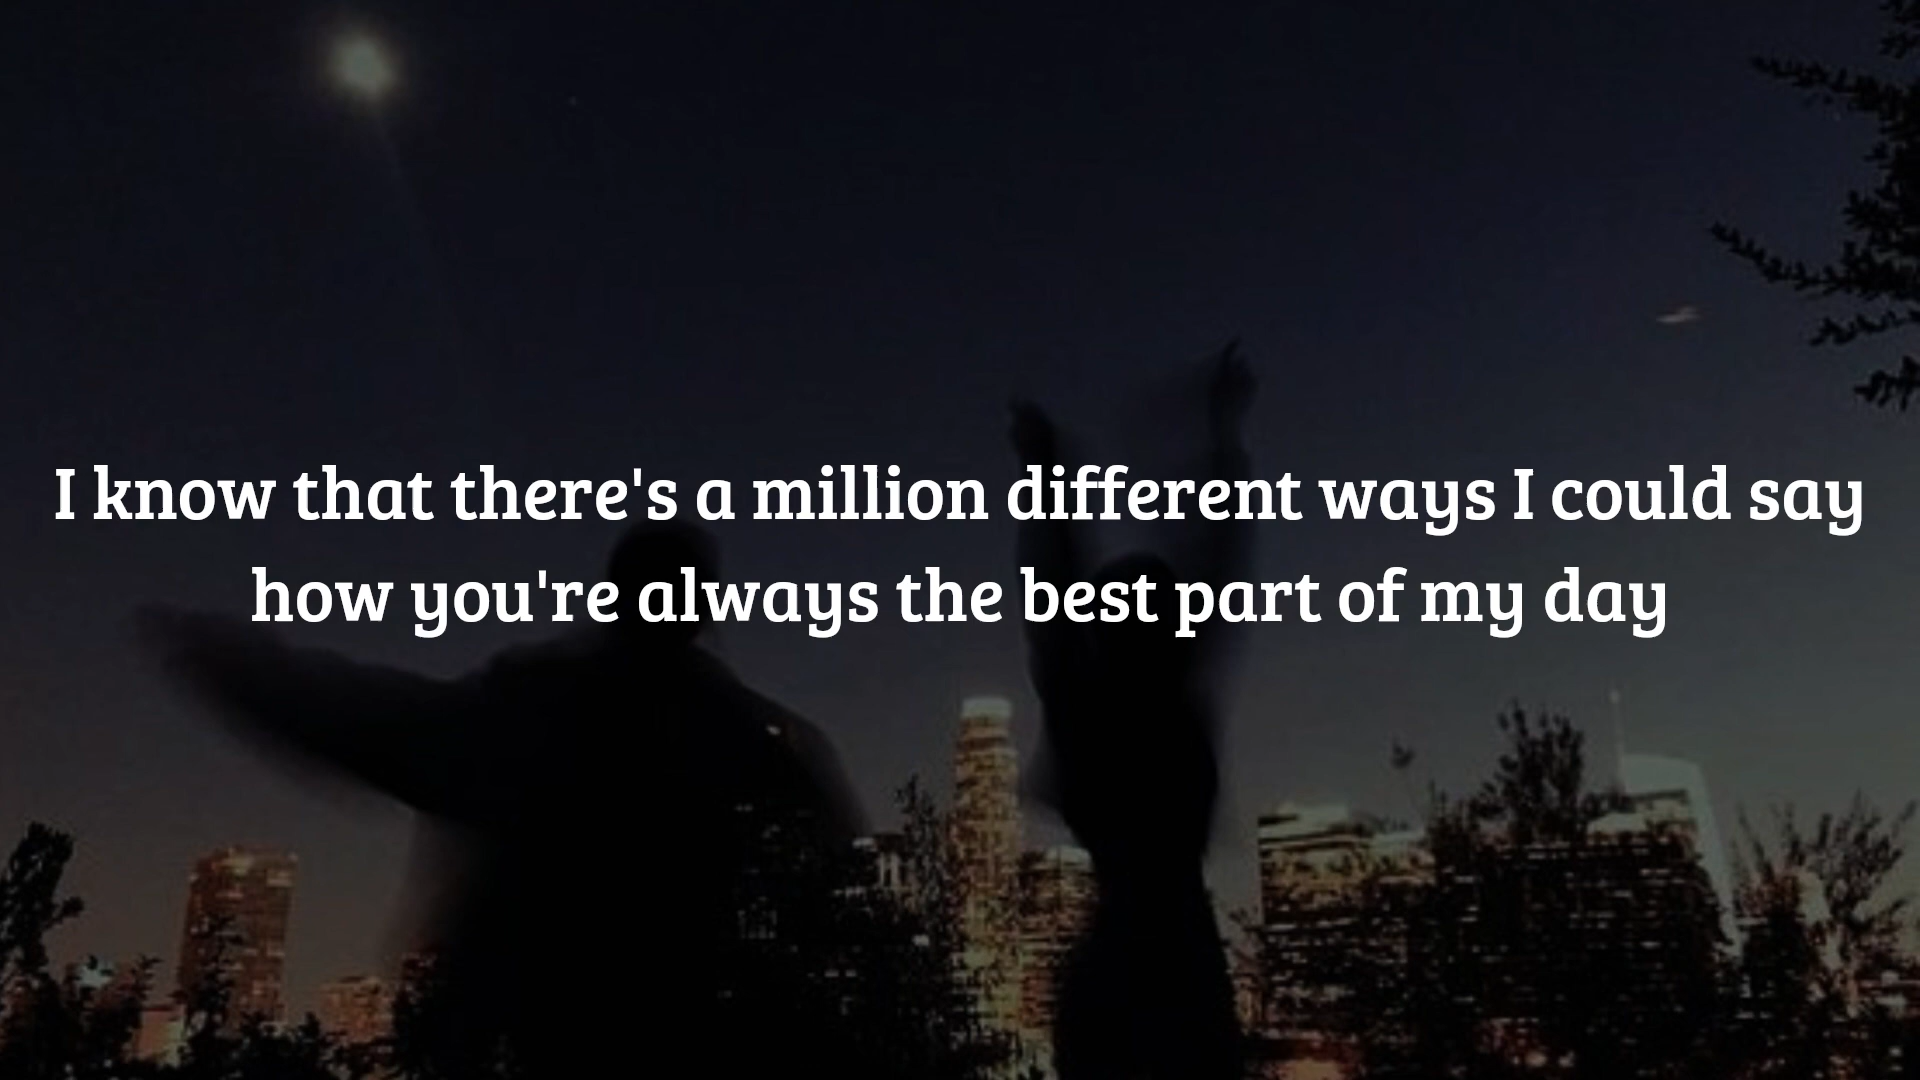 I know that there's a million different ways I could say
how you're always the best part of my day